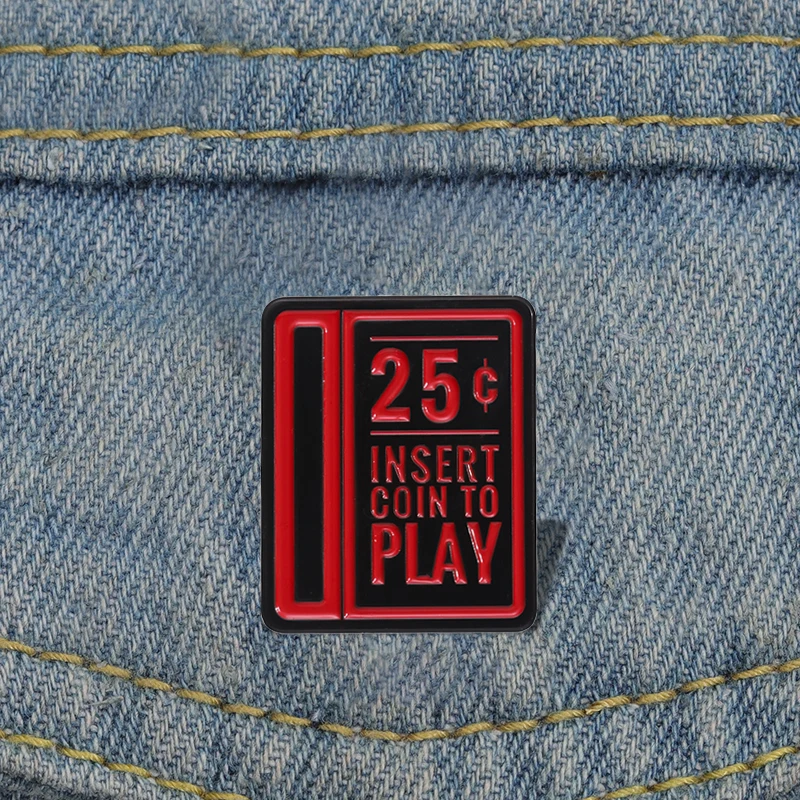 25¢
INSERT
COIN TO
PLAY